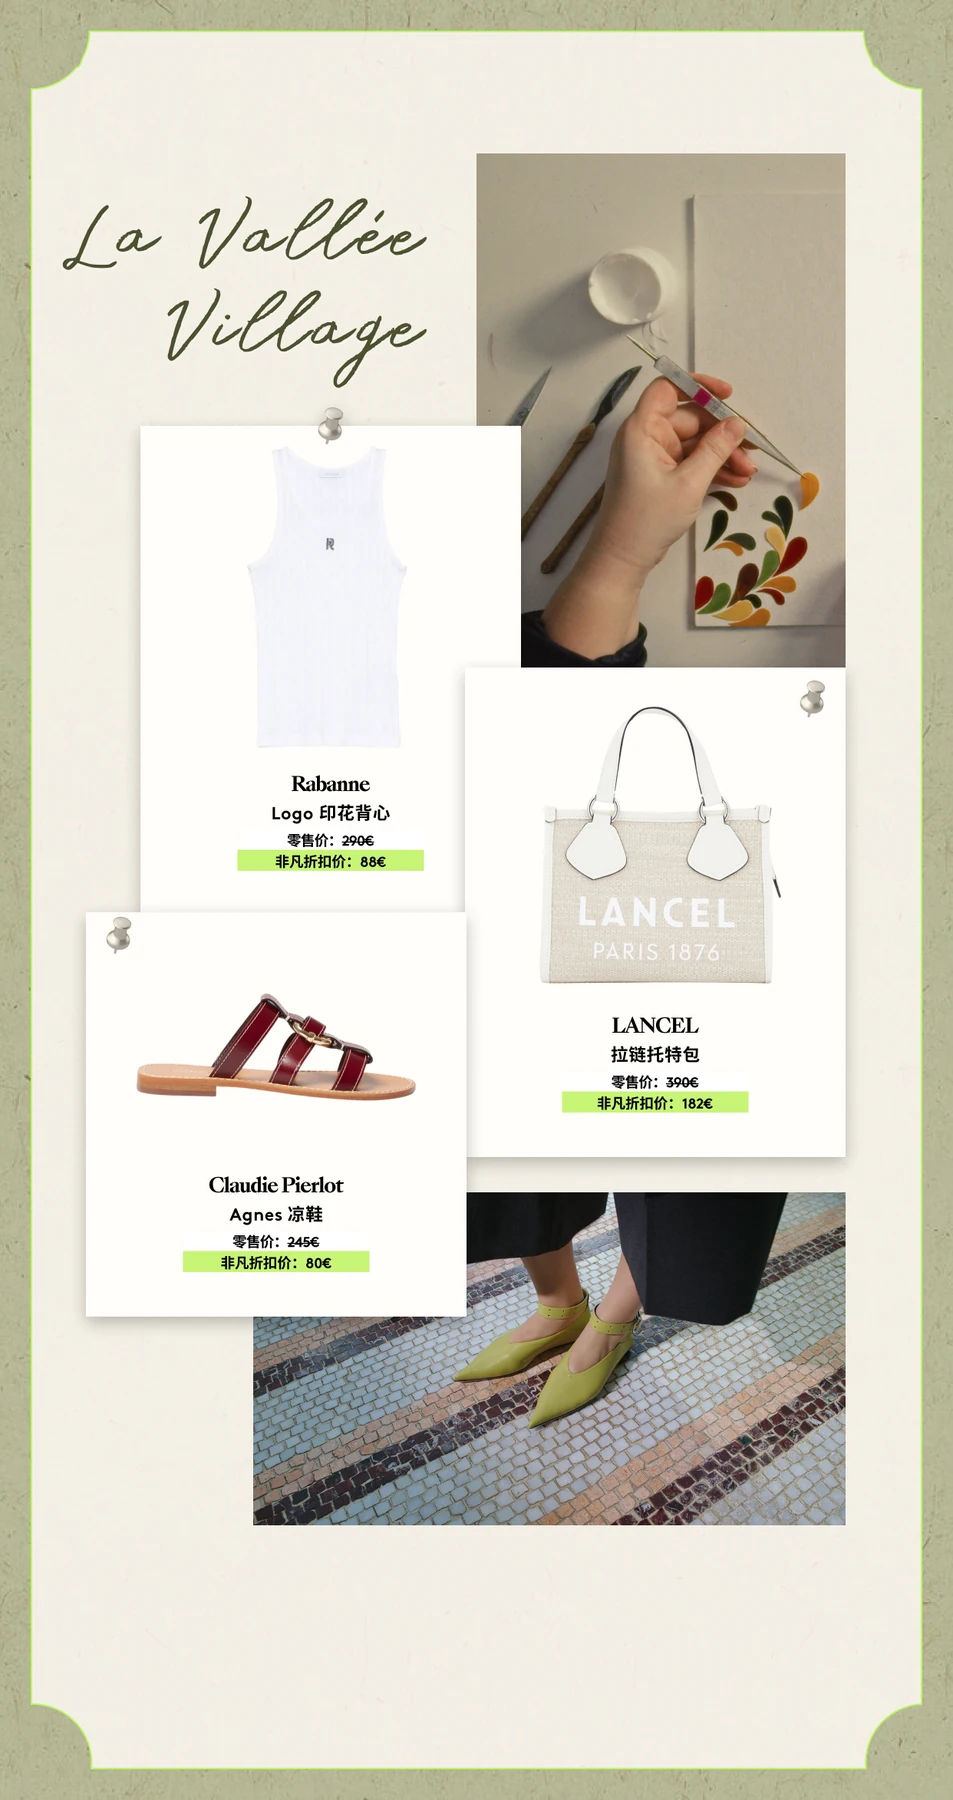 La Vallée
Village
R
Rabanne
Logo 印花背心
零售价：290€
非凡折扣价：88€
LANCEL
PARIS 1876
LANCEL
拉链托特包
零售价：390€
非凡折扣价：182€
Claudie Pierlot
Agnes 凉鞋
零售价：245€
非凡折扣价：80€